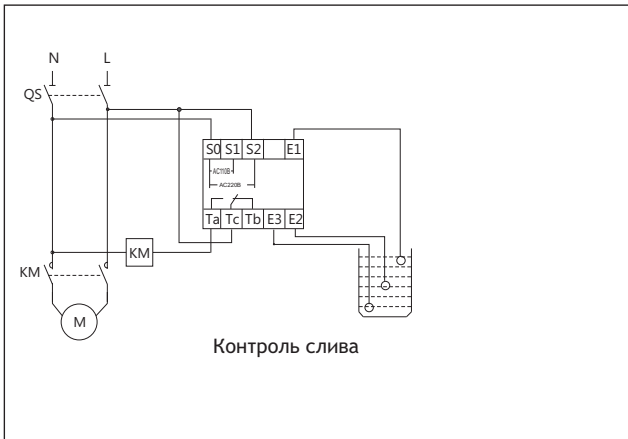 N L
QS
S0 S1 S2 E1
AC110B
AC220B
Ta Tc Tb E3 E2
KM
KM
M
Контроль слива